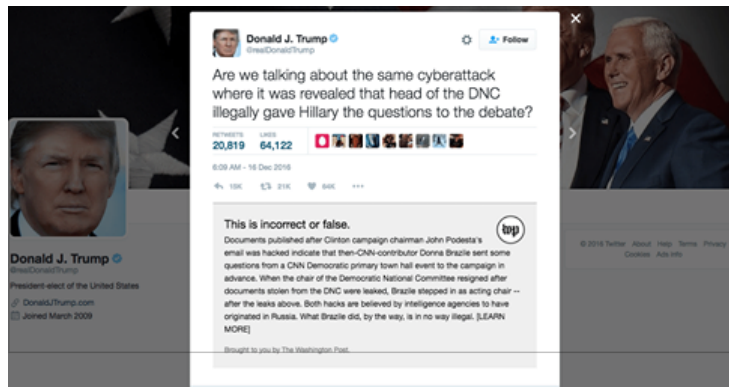 Donald J. Trump
@realDonaldTrump
Follow
Are we talking about the same cyberattack
where it was revealed that head of the DNC
illegally gave Hillary the questions to the debate?
RETWEETS
20,819
LIKES
64,122
6:09 AM - 16 Dec 2016
19K
21K
64K
This is incorrect or false.
wp
Documents published after Clinton campaign chairman John Podesta's
email was hacked indicate that then-CNN-contributor Donna Brazile sent some
questions from a CNN Democratic primary town hall event to the campaign in
advance. When the chair of the Democratic National Committee resigned after
documents stolen from the DNC were leaked, Brazile stepped in as acting chair --
after the leaks above. Both hacks are believed by intelligence agencies to have
originated in Russia. What Brazile did, by the way, is in no way illegal. [LEARN
MORE]
Brought to you by The Washington Post.
Donald J. Trump
@realDonaldTrump
President-elect of the United States
DonaldJTrump.com
Joined March 2009
© 2016 Twitter About Help Terms Privacy
Cookies Ads info